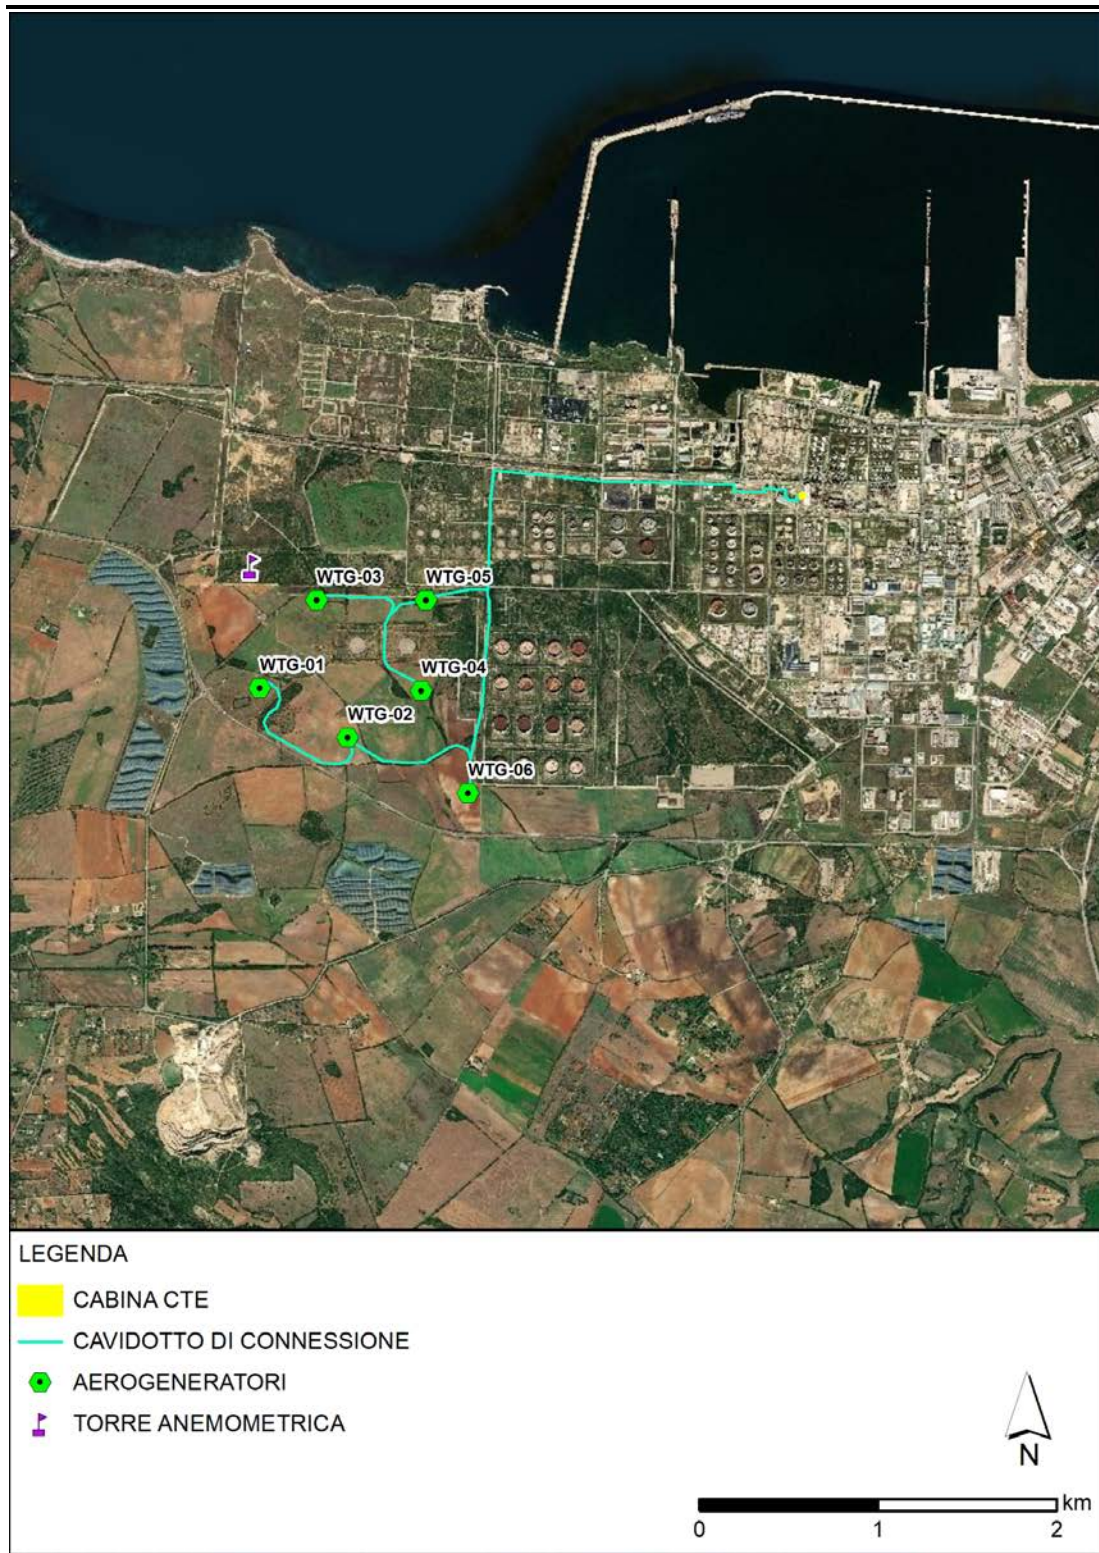 WTG-03
WTG-05
WTG-01
WTG-04
WTG-02
WTG-06
LEGENDA
CABINA CTE
CAVIDOTTO DI CONNESSIONE
AEROGENERATORI
TORRE ANEMOMETRICA
N
km
0 1 2